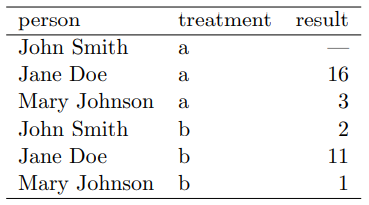 person treatment result
John Smith a —
Jane Doe a 16
Mary Johnson a 3
John Smith b 2
Jane Doe b 11
Mary Johnson b 1